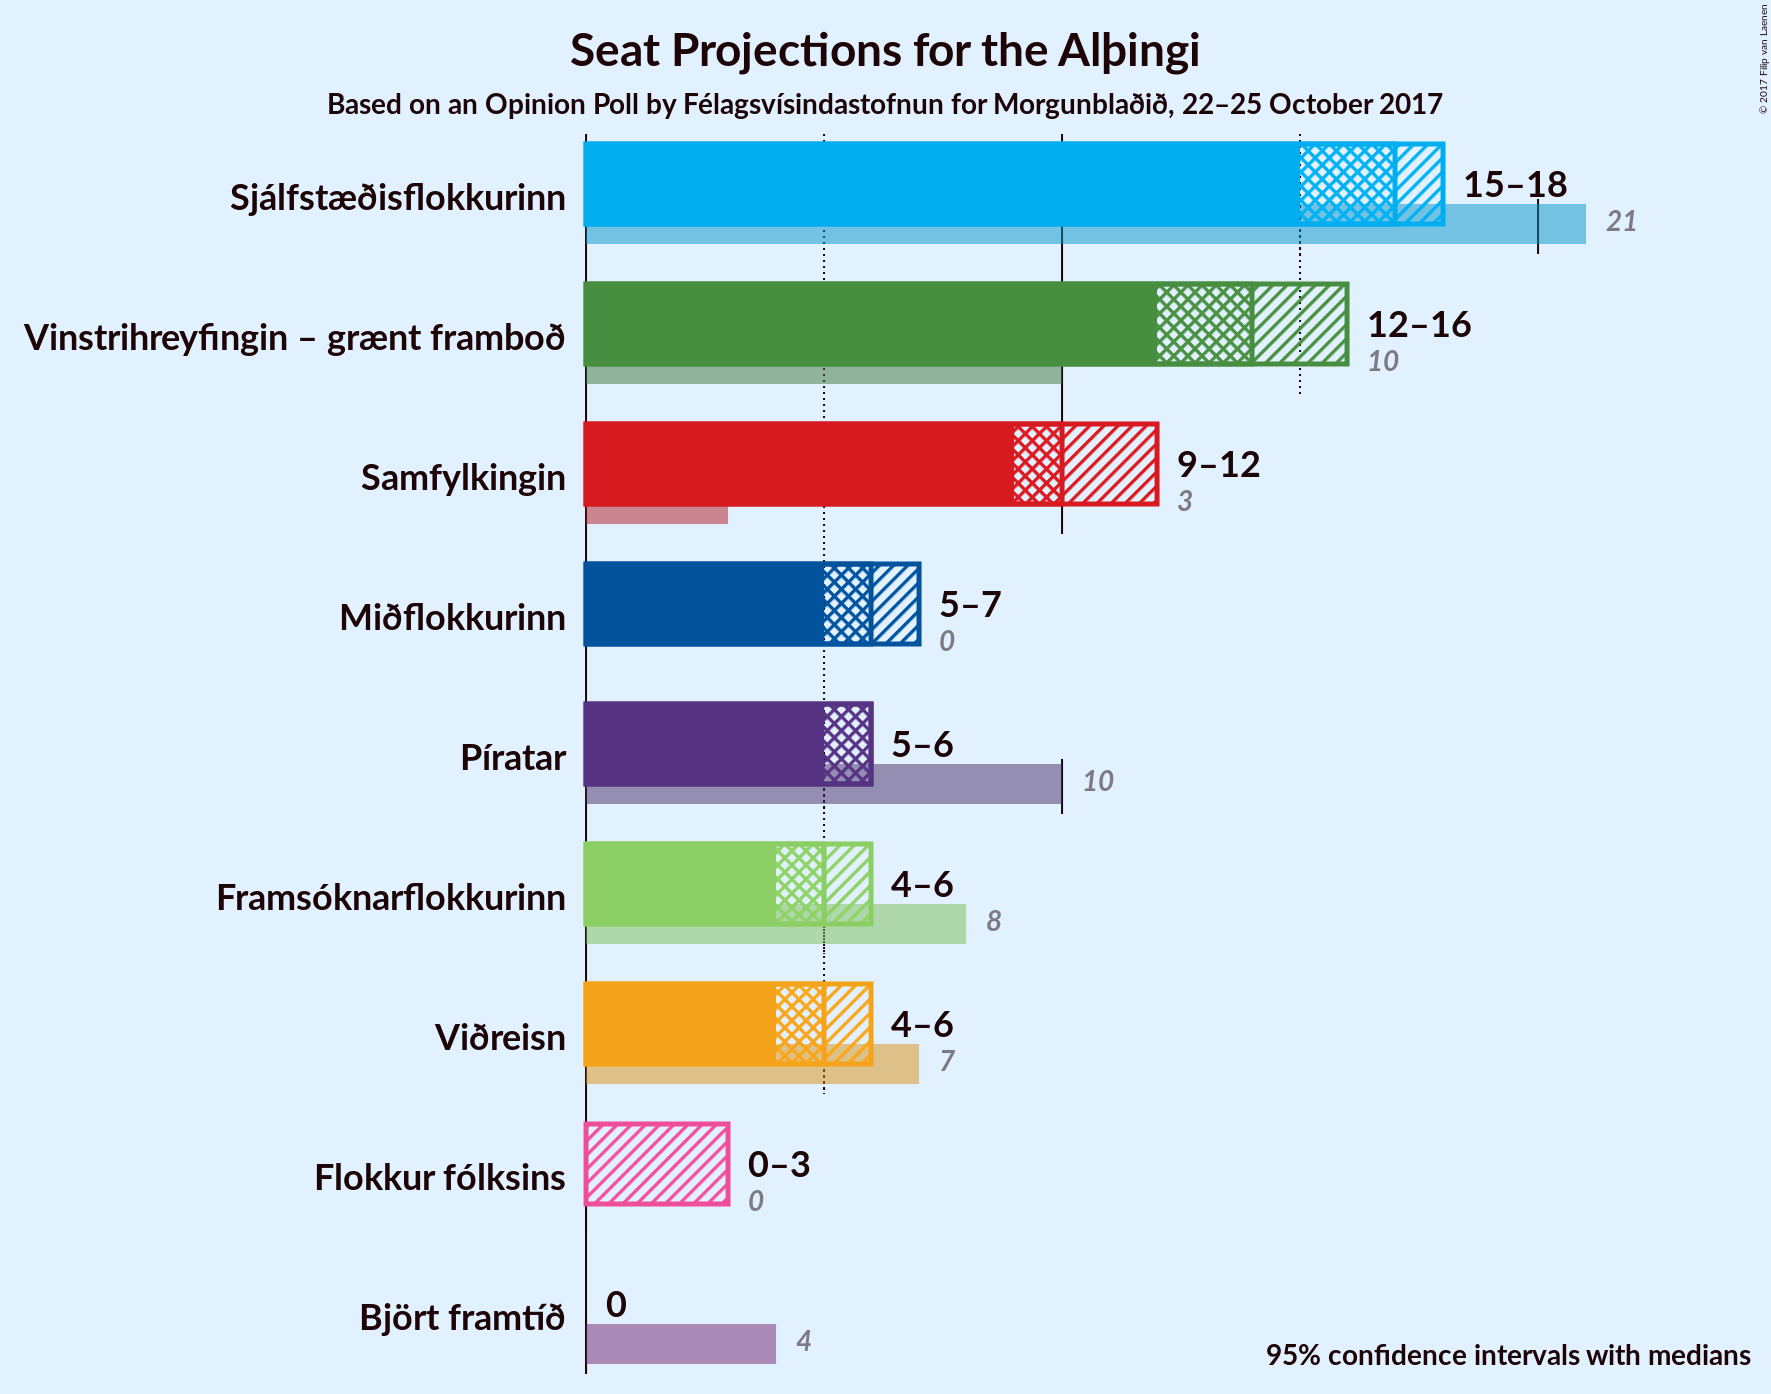 Seat Projections for the Alþingi
Based on an Opinion Poll by Félagsvísindastofnun for Morgunblaðið, 22–25 October 2017
© 2017 Filip van Laenen
Sjálfstæðisflokkurinn
15–18
21
Vinstrihreyfingin – grænt framboð
12–16
10
Samfylkingin
9–12
3
Miðflokkurinn
5–7
0
Píratar
5–6
10
Framsóknarflokkurinn
4–6
8
Viðreisn
4–6
7
Flokkur fólksins
0–3
0
Björt framtíð
0
4
95% confidence intervals with medians